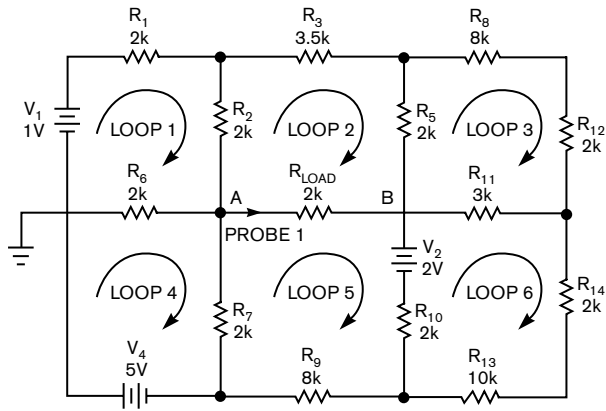 R1
2k
R3
3.5k
R8
8k
V1
1V
R2
2k
R5
2k
R12
2k
LOOP 1
LOOP 2
LOOP 3
R6
2k
A
RLOAD
2k
B
R11
3k
PROBE 1
V2
2V
LOOP 4
LOOP 5
LOOP 6
R7
2k
R10
2k
R14
2k
V4
5V
R9
8k
R13
10k